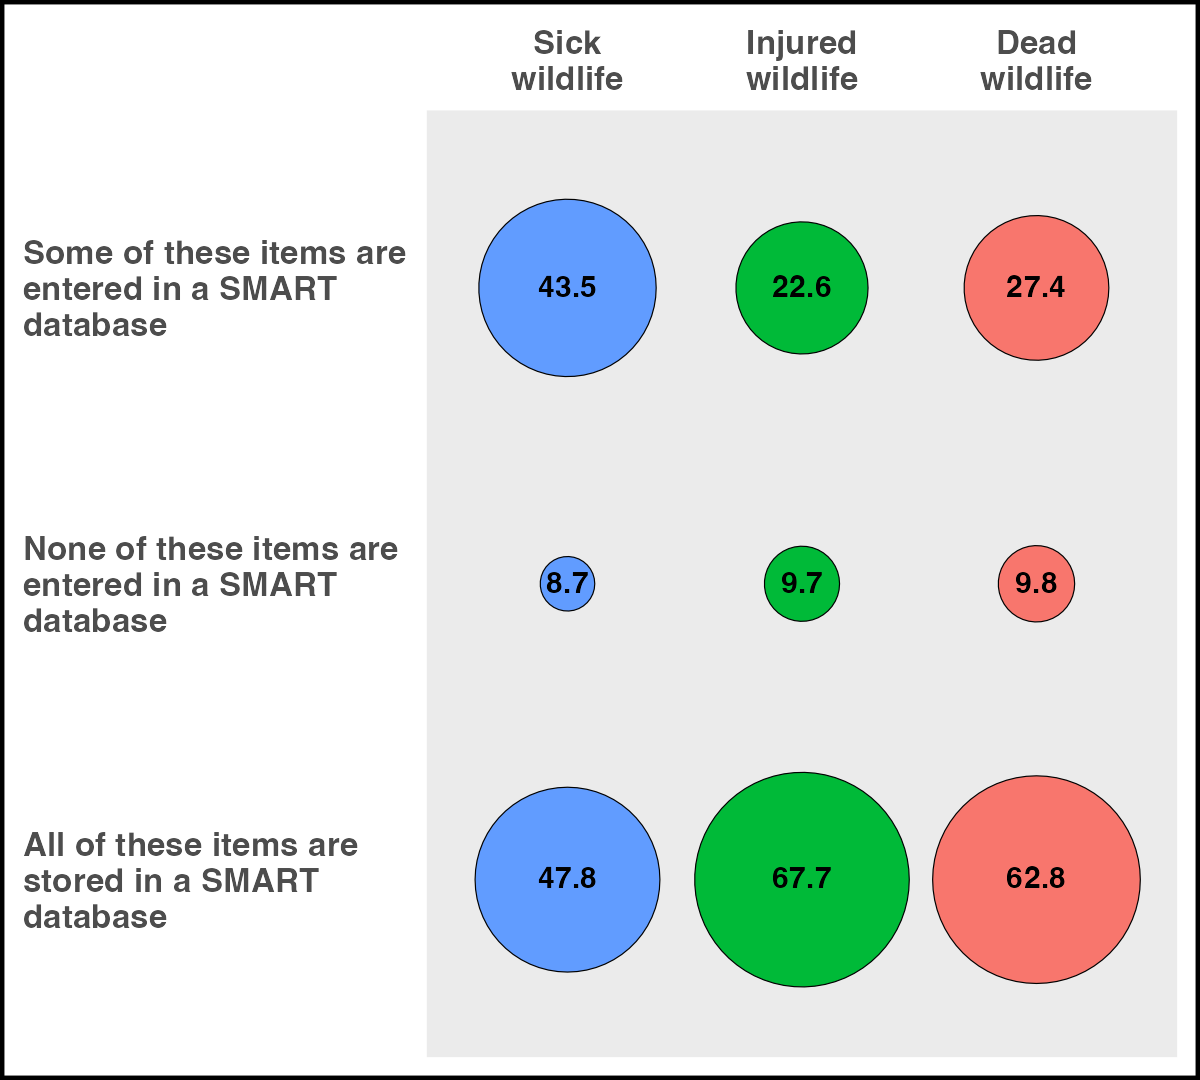 Sick
wildlife
Injured
wildlife
Dead
wildlife
Some of these items are
entered in a SMART
database
43.5
22.6
27.4
None of these items are
entered in a SMART
database
8.7
9.7
9.8
All of these items are
stored in a SMART
database
47.8
67.7
62.8